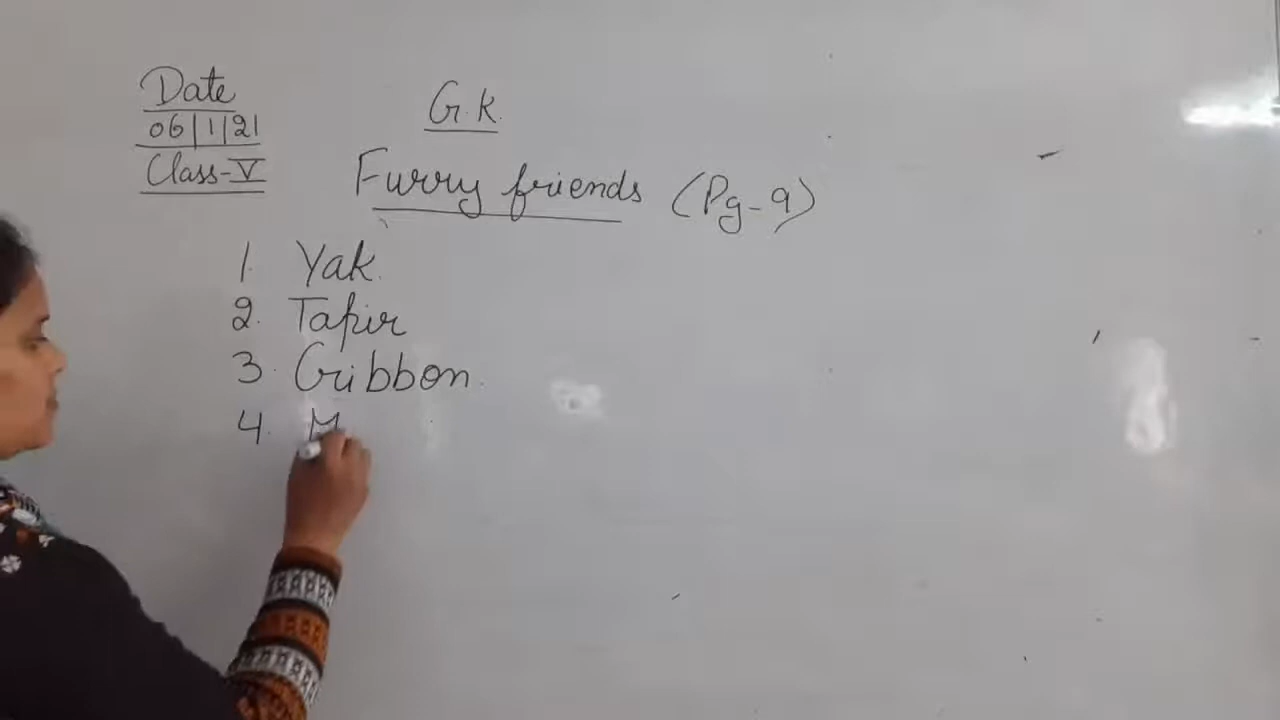 Date
06/1/21
Class-V
G.K.
Furry friends (Pg-9)
1. Yak.
2. Tapir
3. Gibbon.
4. M